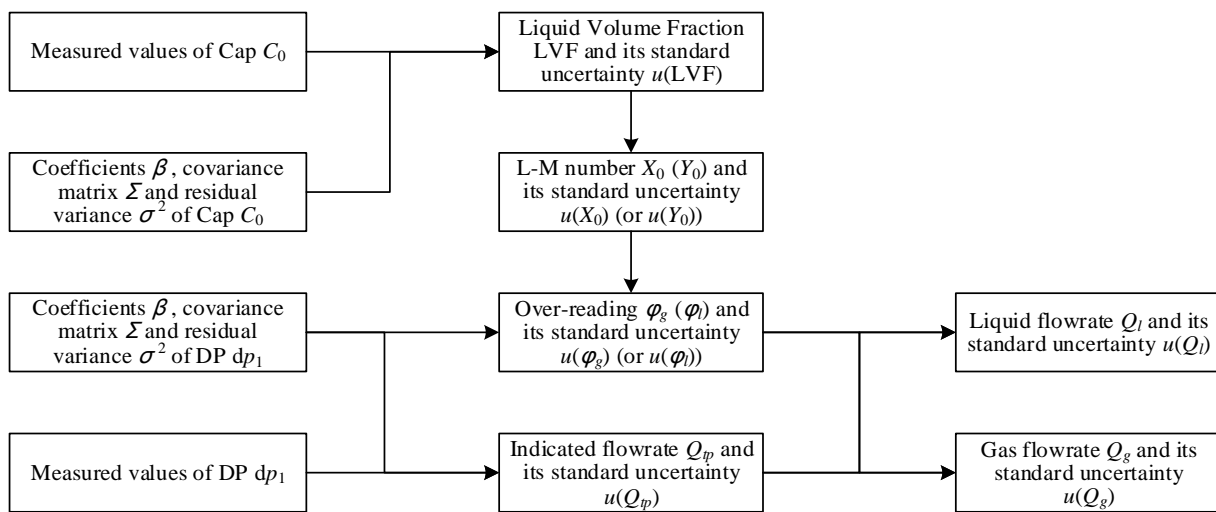 Measured values of Cap C₀
Liquid Volume Fraction
LVF and its standard
uncertainty u(LVF)
Coefficients β, covariance
matrix Σ and residual
variance σ² of Cap C₀
L-M number X₀ (Y₀) and
its standard uncertainty
u(X₀) (or u(Y₀))
Coefficients β, covariance
matrix Σ and residual
variance σ² of DP dp₁
Over-reading φg (φl) and
its standard uncertainty
u(φg) (or u(φl))
Liquid flowrate Ql and its
standard uncertainty u(Ql)
Measured values of DP dp₁
Indicated flowrate Qtp and
its standard uncertainty
u(Qtp)
Gas flowrate Qg and its
standard uncertainty
u(Qg)